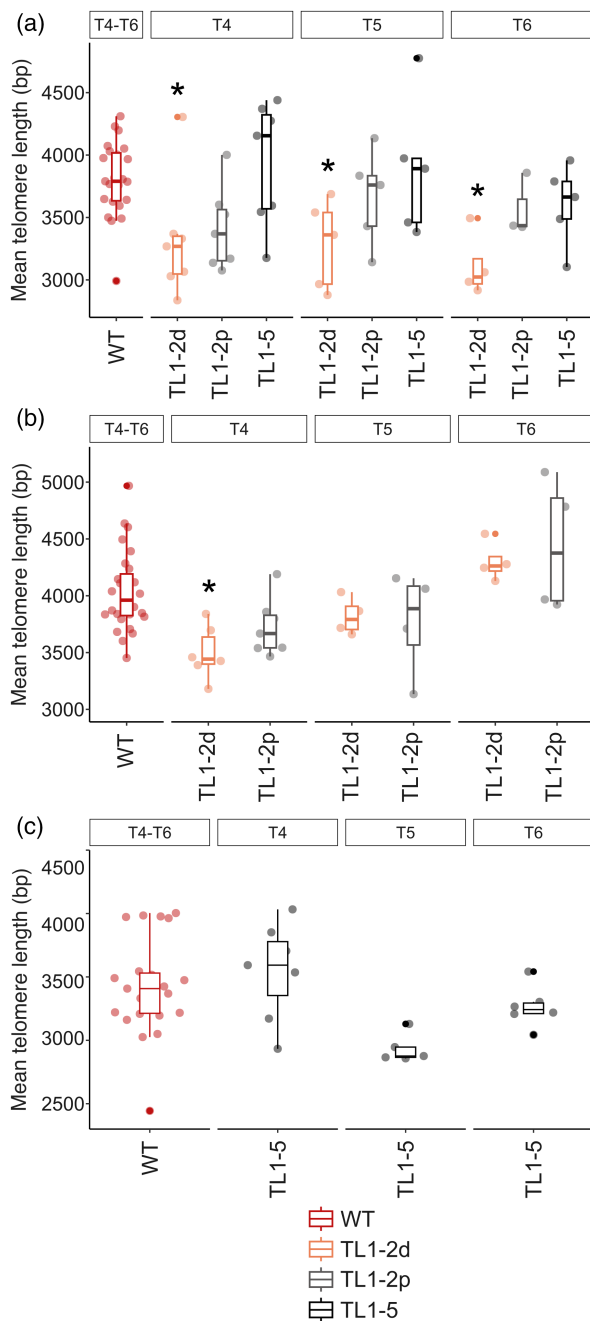 (a)
T4-T6 T4 T5 T6
Mean telomere length (bp)
4500
4000
3500
3000
* * *
WT TL1-2d TL1-2p TL1-5 TL1-2d TL1-2p TL1-5 TL1-2d TL1-2p TL1-5
(b)
T4-T6 T4 T5 T6
Mean telomere length (bp)
5000
4500
4000
3500
3000
*
WT TL1-2d TL1-2p TL1-2d TL1-2p TL1-2d TL1-2p
(c)
T4-T6 T4 T5 T6
Mean telomere length (bp)
4500
4000
3500
3000
2500
WT TL1-5 TL1-5 TL1-5
WT
TL1-2d
TL1-2p
TL1-5